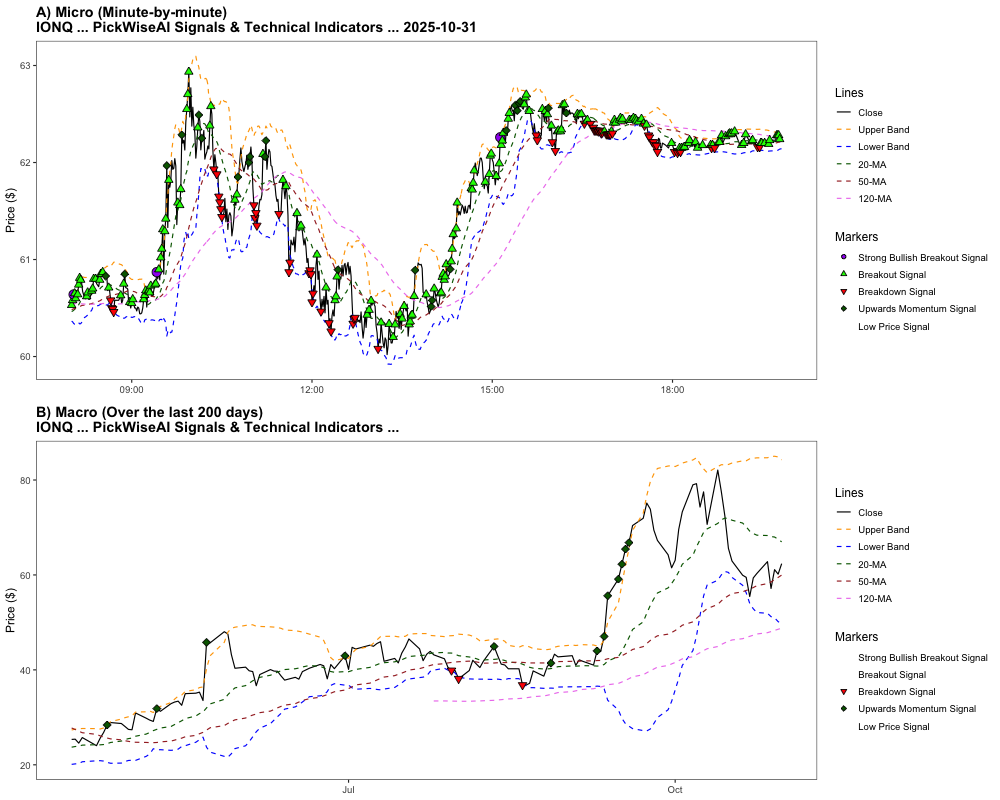 A) Micro (Minute-by-minute)
IONQ ... PickWiseAI Signals & Technical Indicators ... 2025-10-31
Price ($)
63
62
61
60
09:00
12:00
15:00
18:00
Lines
Close
Upper Band
Lower Band
20-MA
50-MA
120-MA
Markers
Strong Bullish Breakout Signal
Breakout Signal
Breakdown Signal
Upwards Momentum Signal
Low Price Signal
B) Macro (Over the last 200 days)
IONQ ... PickWiseAI Signals & Technical Indicators ...
Price ($)
80
60
40
20
Jul
Oct
Lines
Close
Upper Band
Lower Band
20-MA
50-MA
120-MA
Markers
Strong Bullish Breakout Signal
Breakout Signal
Breakdown Signal
Upwards Momentum Signal
Low Price Signal